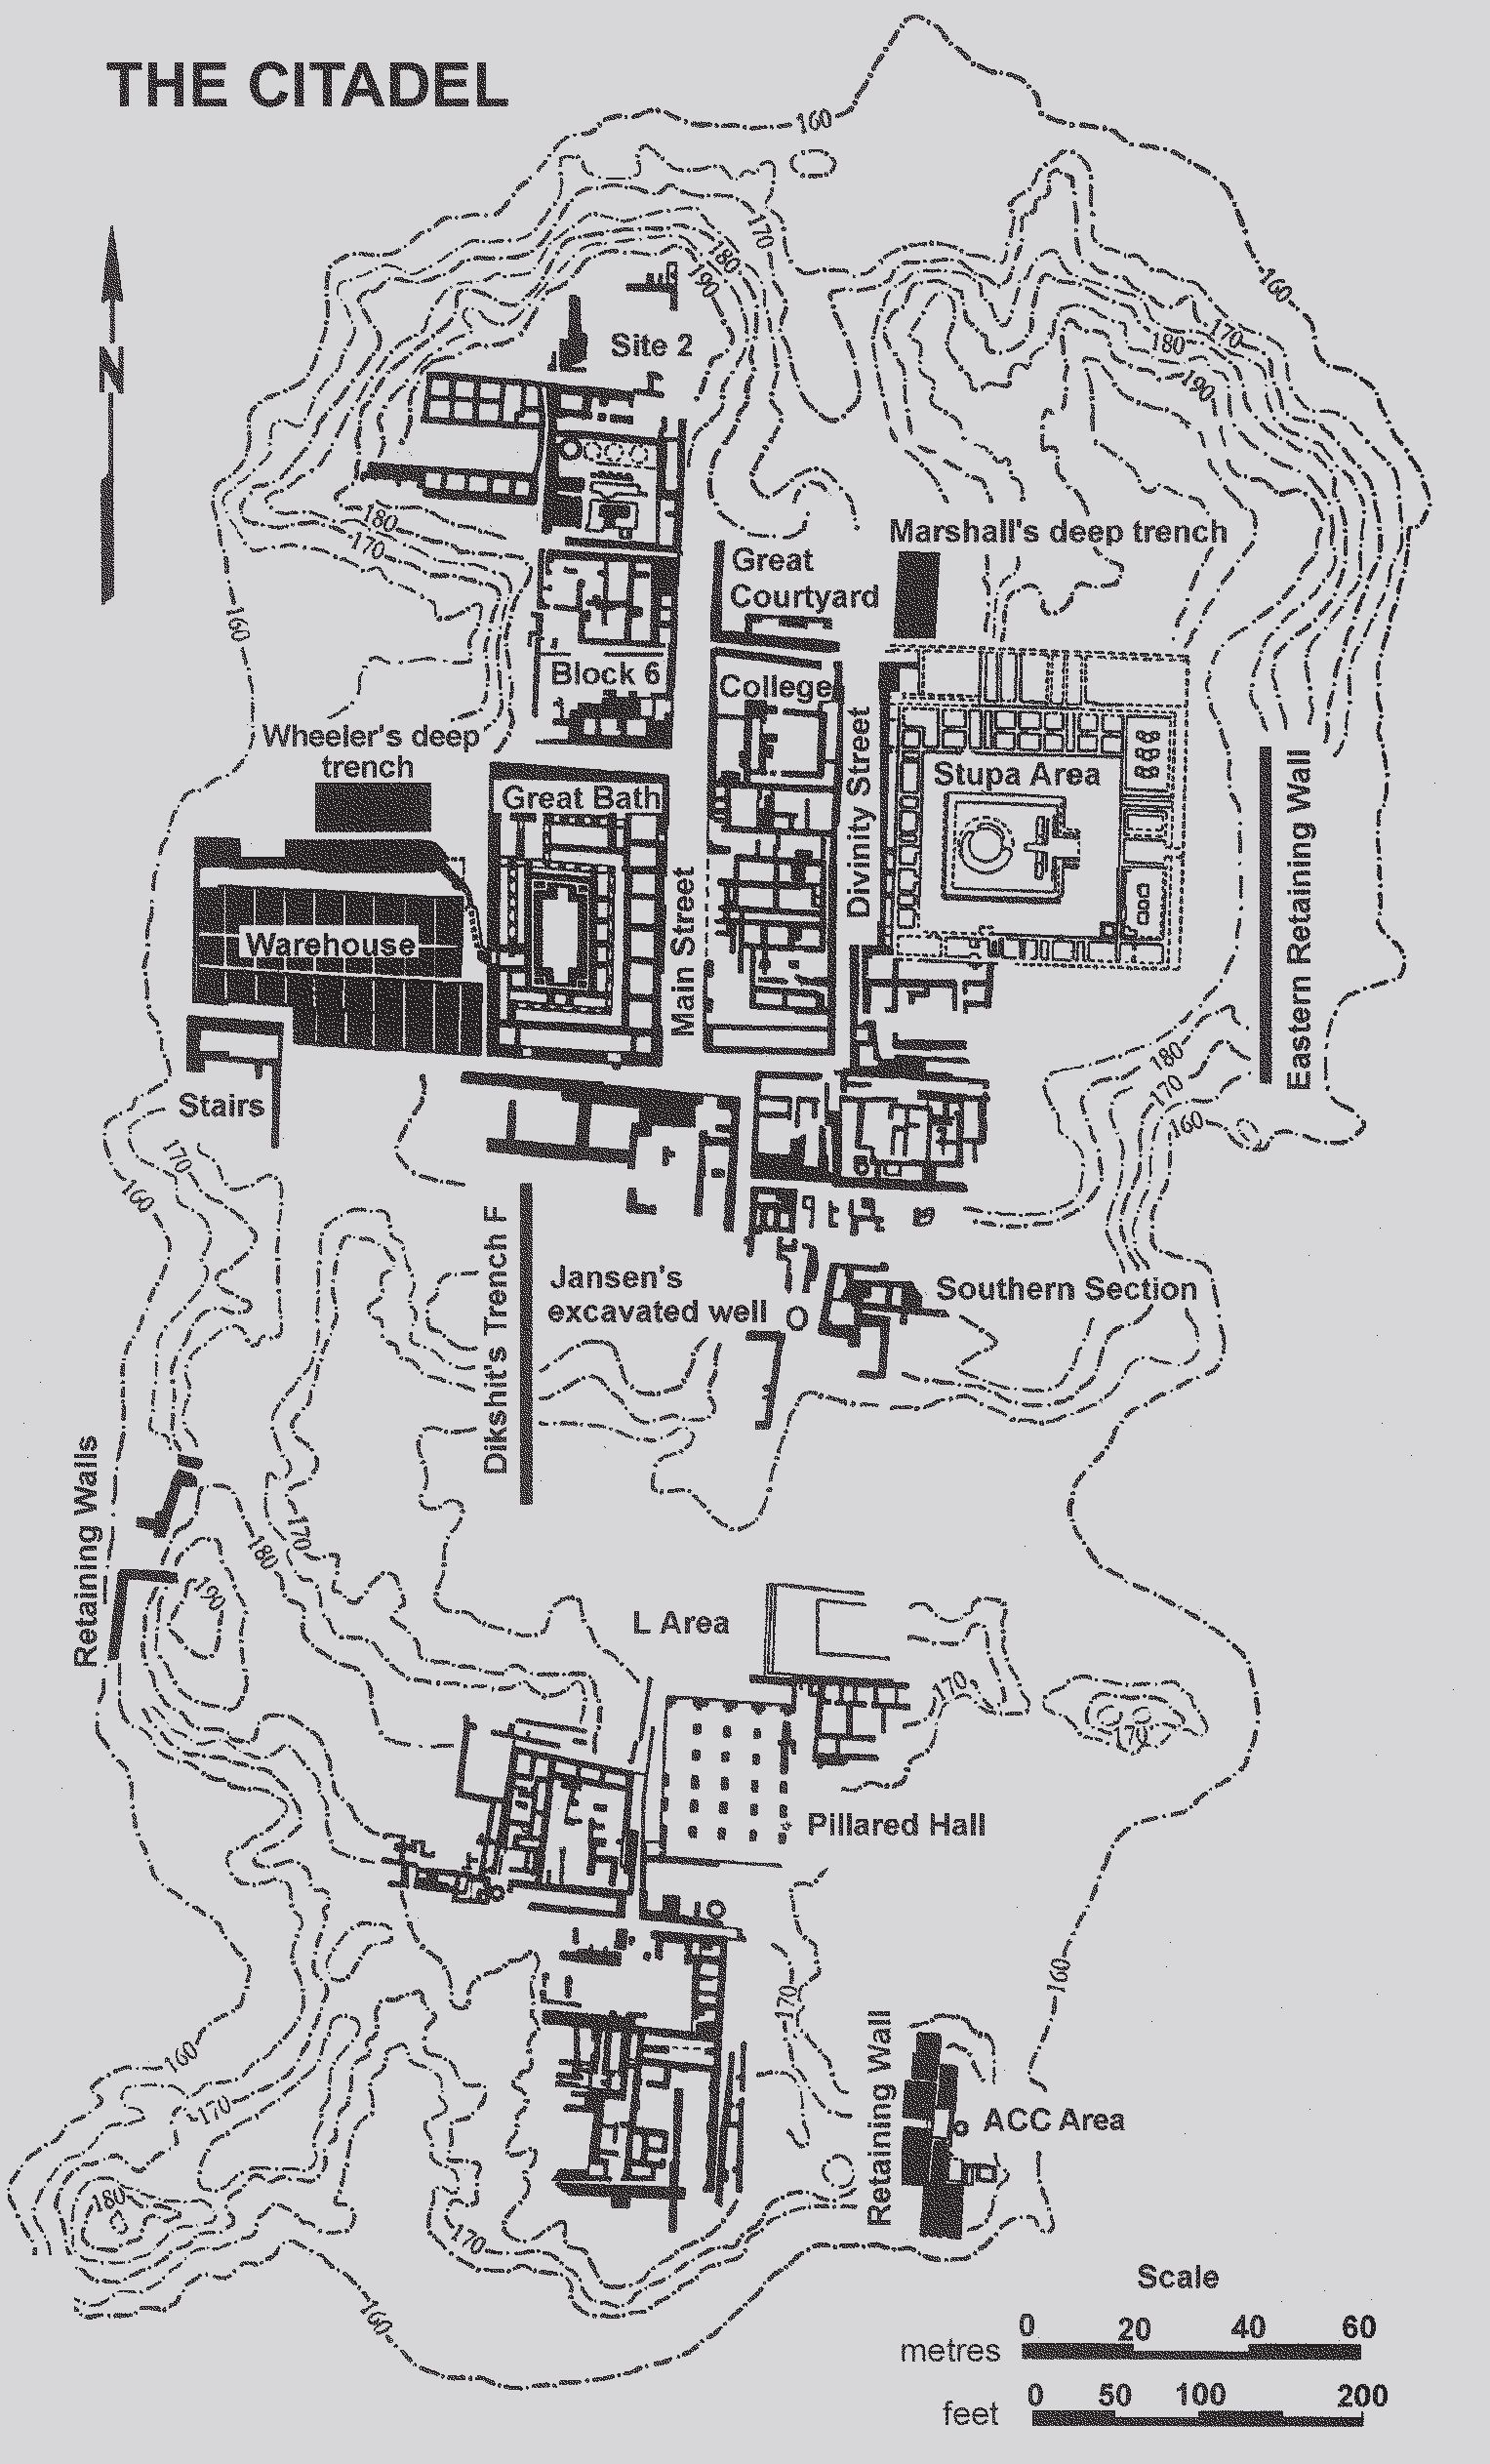 THE CITADEL
160
170
180
190
160
N
Site 2
170
180
190
180
170
Marshall's deep trench
Great
Courtyard
160
Block 6
College
Wheeler's deep
trench
Great Bath
Divinity Street
Stupa Area
Eastern Retaining Wall
Main Street
Warehouse
Stairs
180
170
160
170
160
Dikshit's Trench F
Jansen's
excavated well
Southern Section
Retaining Walls
170
180
190
L Area
170
170
Pillared Hall
160
170
160
170
Retaining Wall
ACC Area
180
170
160
Scale
0 20 40 60
metres
0 50 100 200
feet